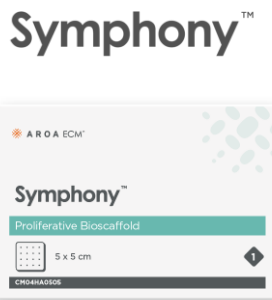 Symphony™
AROA ECM™
Symphony™
Proliferative Bioscaffold
5 x 5 cm
1
CM04HA0505